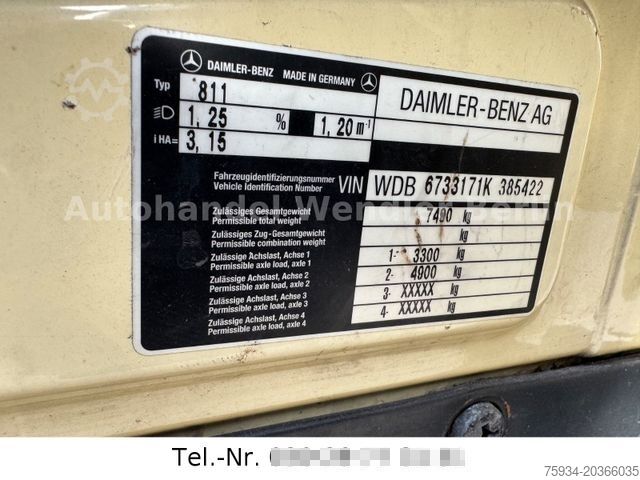 DAIMLER-BENZ MADE IN GERMANY
Typ 811
1, 25 % 1, 20 m⁻¹
i HA= 3, 15
DAIMLER-BENZ AG
Fahrzeugidentifizierungsnummer
Vehicle Identification Number
VIN WDB 6733171K 385422
Autohandel Wendler Berlin
Zulässiges Gesamtgewicht
Permissible total weight
7490 kg
Zulässiges Zug-Gesamtgewicht
Permissible combination weight
kg
Zulässige Achslast, Achse 1
Permissible axle load, axle 1
1- 3300 kg
Zulässige Achslast, Achse 2
Permissible axle load, axle 2
2- 4900 kg
Zulässige Achslast, Achse 3
Permissible axle load, axle 3
3- XXXXX kg
Zulässige Achslast, Achse 4
Permissible axle load, axle 4
4- XXXXX kg
Tel.-Nr.
75934-20366035